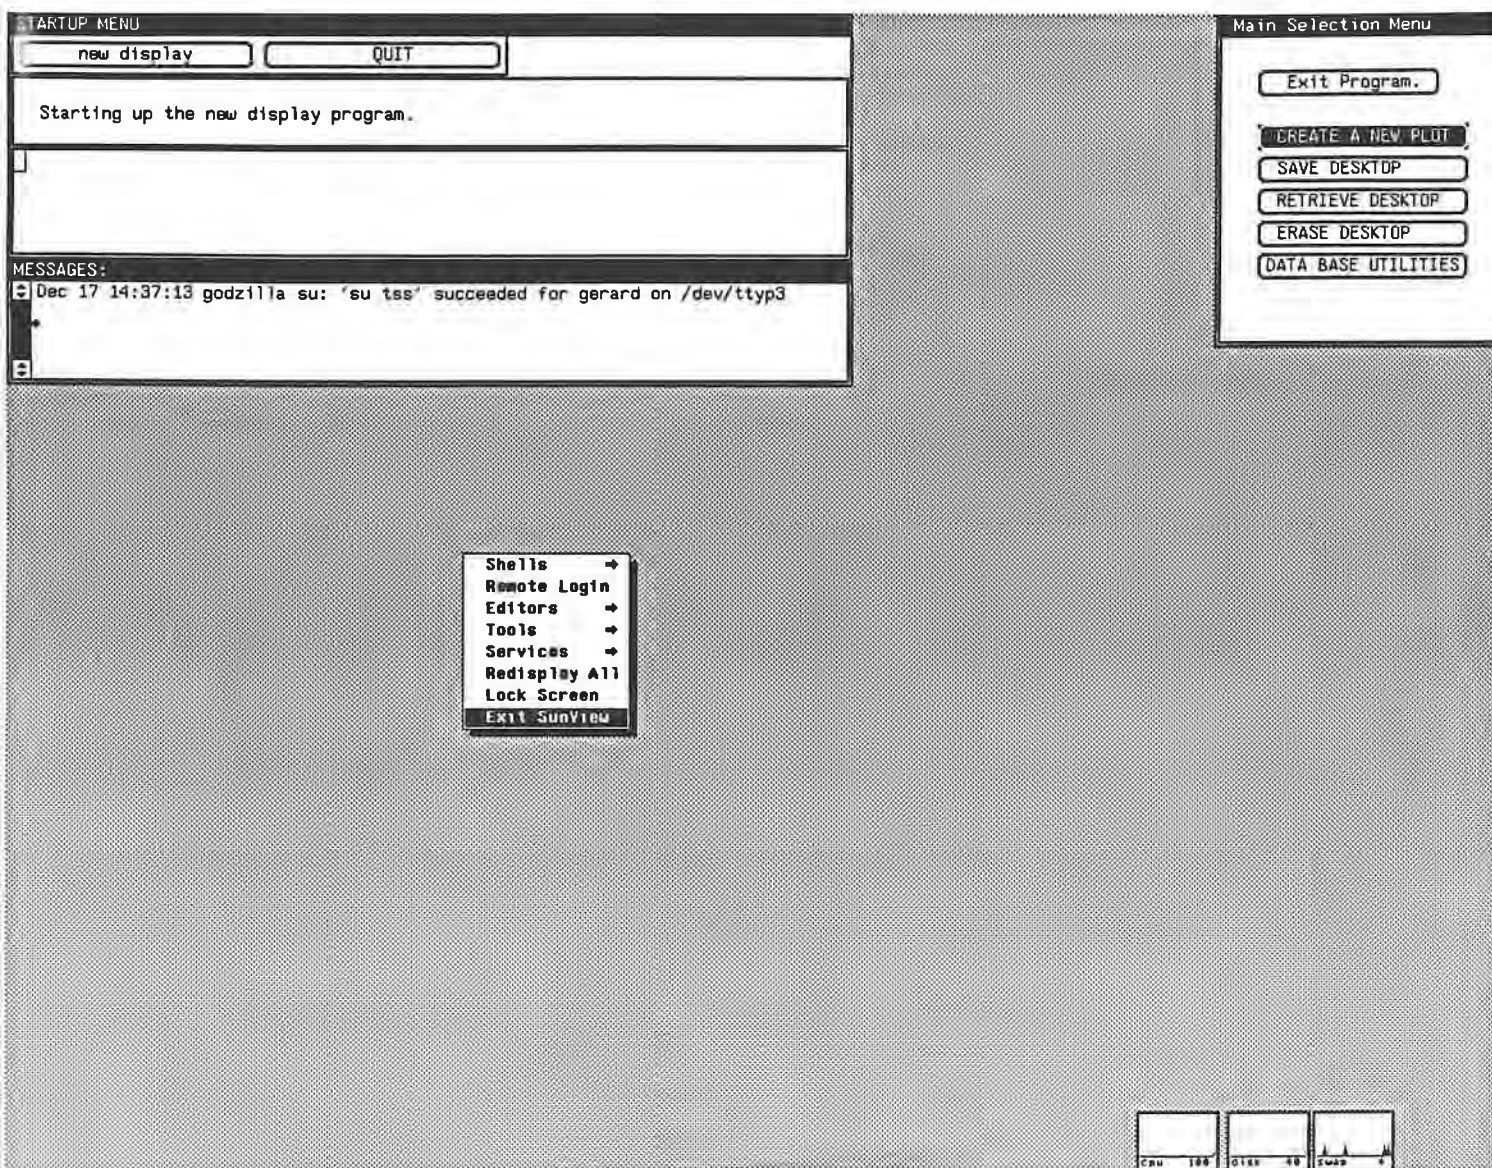 STARTUP MENU
new display
QUIT
Starting up the new display program.
MESSAGES:
Dec 17 14:37:13 godzilla su: 'su tss' succeeded for gerard on /dev/ttyp3
Main Selection Menu
Exit Program.
CREATE A NEW PLOT
SAVE DESKTOP
RETRIEVE DESKTOP
ERASE DESKTOP
DATA BASE UTILITIES
Shells
Remote Login
Editors
Tools
Services
Redisplay All
Lock Screen
Exit SunView
cpu 100
disk 40
swap 4